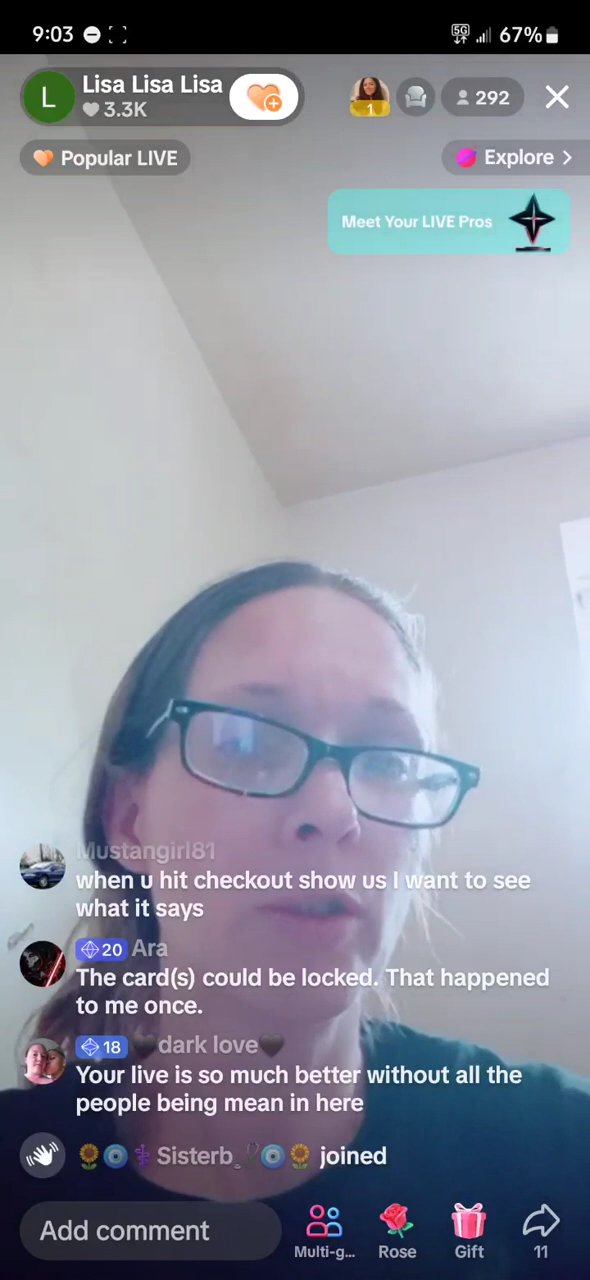 9:03
5G
67%
L
Lisa Lisa Lisa
3.3K
1
292
Popular LIVE
Explore >
Meet Your LIVE Pros
Mustangirl81
when u hit checkout show us I want to see
what it says
20 Ara
The card(s) could be locked. That happened
to me once.
18 🖤dark love🖤
Your live is so much better without all the
people being mean in here
🌻🧿⚕️Sisterb_🧿🌻 joined
Add comment
Multi-g...
Rose
Gift
11